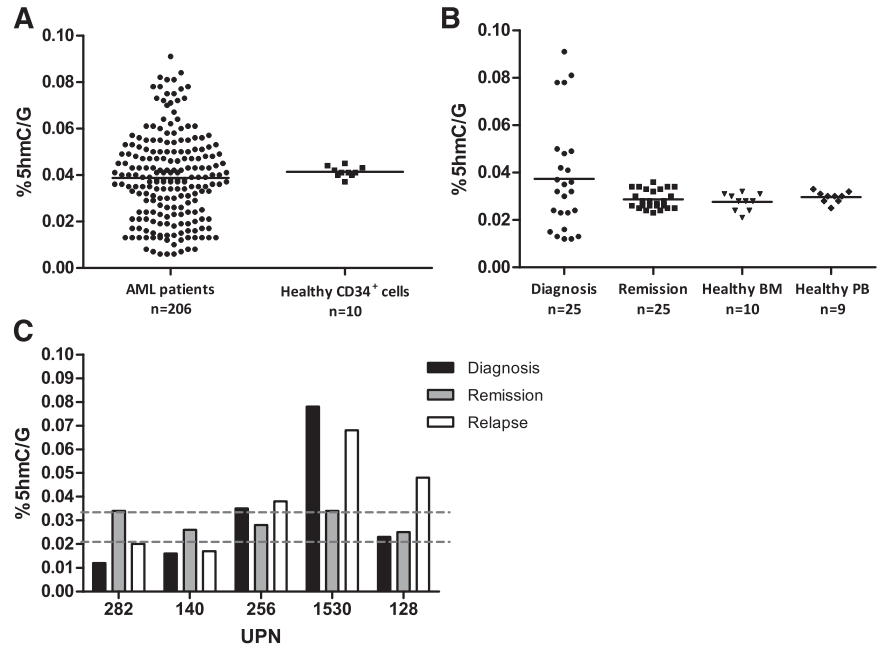 A
%5hmC/G
0.10
0.08
0.06
0.04
0.02
0.00
AML patients
n=206
Healthy CD34+ cells
n=10
B
%5hmC/G
0.10
0.08
0.06
0.04
0.02
0.00
Diagnosis
n=25
Remission
n=25
Healthy BM
n=10
Healthy PB
n=9
C
%5hmC/G
0.10
0.09
0.08
0.07
0.06
0.05
0.04
0.03
0.02
0.01
0.00
282
140
256
1530
128
UPN
Diagnosis
Remission
Relapse